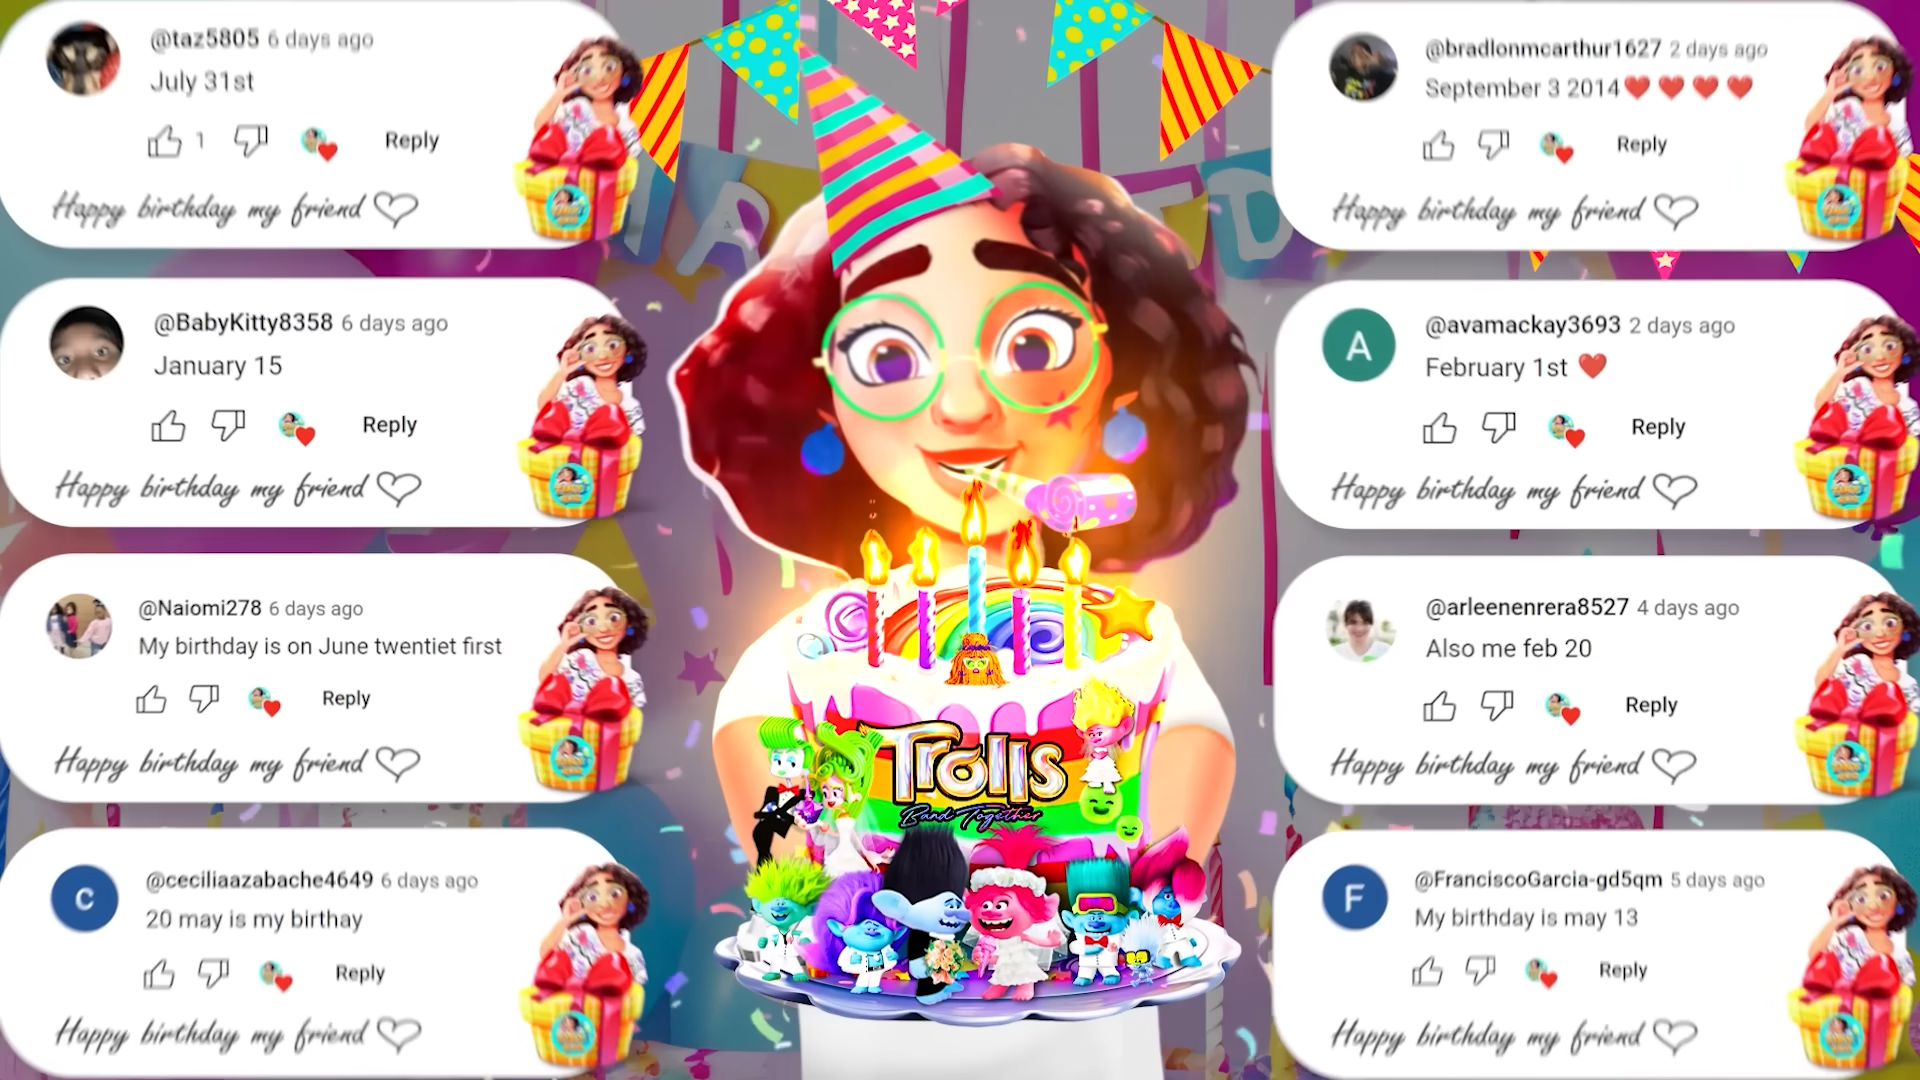 @taz5805 6 days ago
July 31st
1
Reply
Happy birthday my friend
@BabyKitty8358 6 days ago
January 15
Reply
Happy birthday my friend
@Naiomi278 6 days ago
My birthday is on June twentiet first
Reply
Happy birthday my friend
C
@ceciliaazabache4649 6 days ago
20 may is my birthay
Reply
Happy birthday my friend
Trolls
Band Together
@bradlonmcarthur1627 2 days ago
September 3 2014❤️ ❤️ ❤️ ❤️
Reply
Happy birthday my friend
A
@avamackay3693 2 days ago
February 1st ❤️
Reply
Happy birthday my friend
@arleenenrera8527 4 days ago
Also me feb 20
Reply
Happy birthday my friend
F
@FranciscoGarcia-gd5qm 5 days ago
My birthday is may 13
Reply
Happy birthday my friend